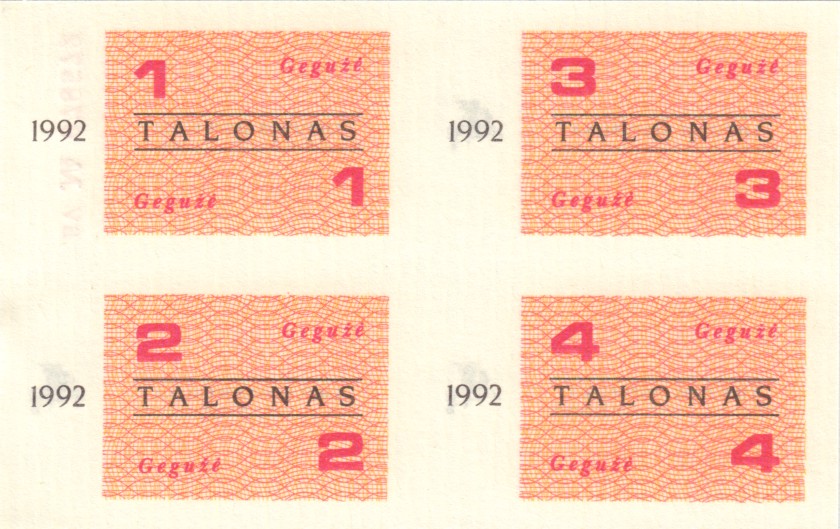 1 Gegužė
1992 TALONAS
Gegužė 1
3 Gegužė
1992 TALONAS
Gegužė 3
2 Gegužė
1992 TALONAS
Gegužė 2
4 Gegužė
1992 TALONAS
Gegužė 4